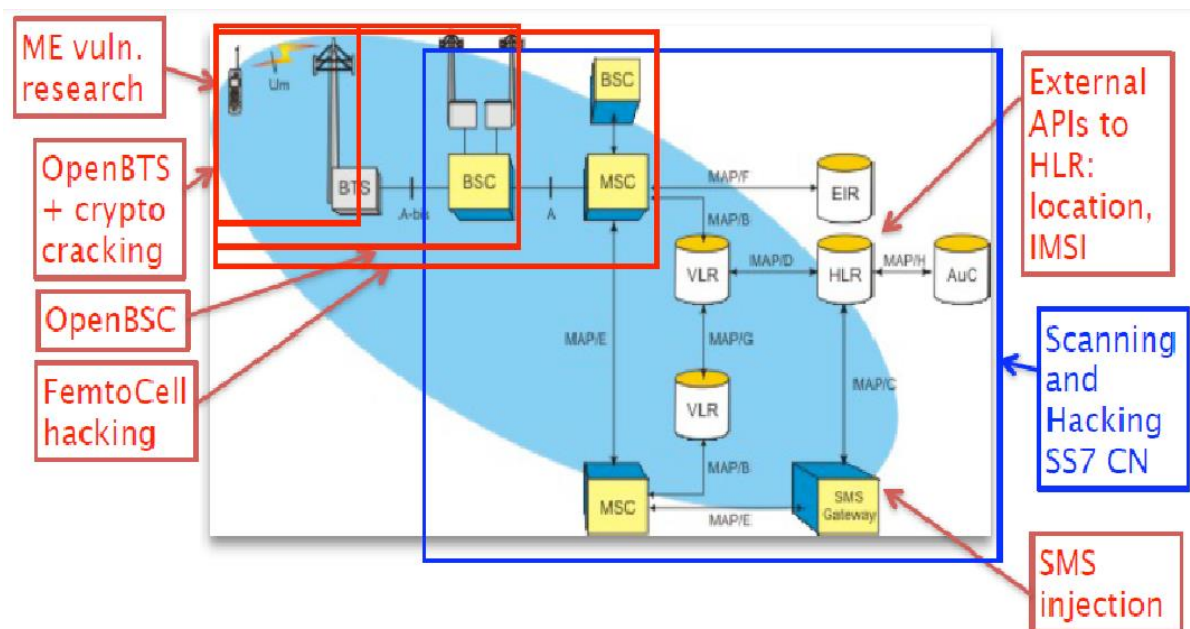 ME vuln.
research
OpenBTS
+ crypto
cracking
OpenBSC
FemtoCell
hacking
Um
BTS
A-bis
BSC
A
BSC
MSC
MAP/F
EIR
MAP/B
VLR
MAP/D
HLR
MAP/H
AuC
MAP/E
MAP/G
MAP/C
VLR
MAP/B
MSC
MAP/E
SMS
Gateway
External
APIs to
HLR:
location,
IMSI
Scanning
and
Hacking
SS7 CN
SMS
injection